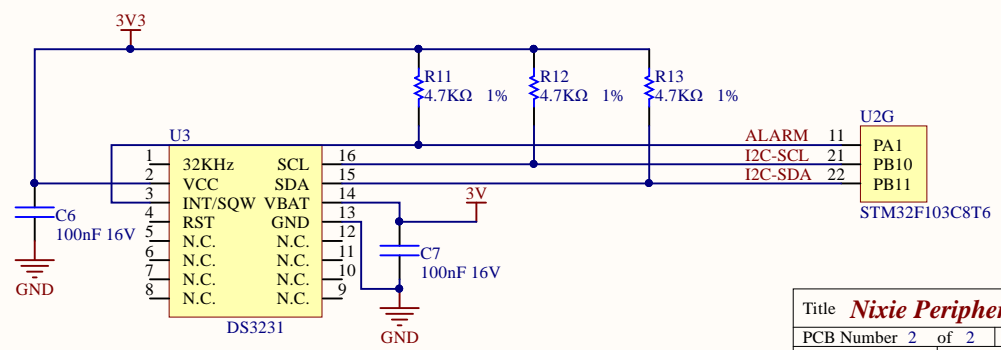 3V3
R11
4.7KΩ 1%
R12
4.7KΩ 1%
R13
4.7KΩ 1%
U2G
U3
ALARM 11 PA1
1 32KHz SCL 16 I2C-SCL 21 PB10
2 VCC SDA 15 I2C-SDA 22 PB11
3 INT/SQW VBAT 14 3V
4 RST GND 13
5 N.C. N.C. 12
6 N.C. N.C. 11
7 N.C. N.C. 10
8 N.C. N.C. 9
STM32F103C8T6
C6
100nF 16V
GND
C7
100nF 16V
GND
DS3231
Title Nixie Peripher
PCB Number 2 of 2